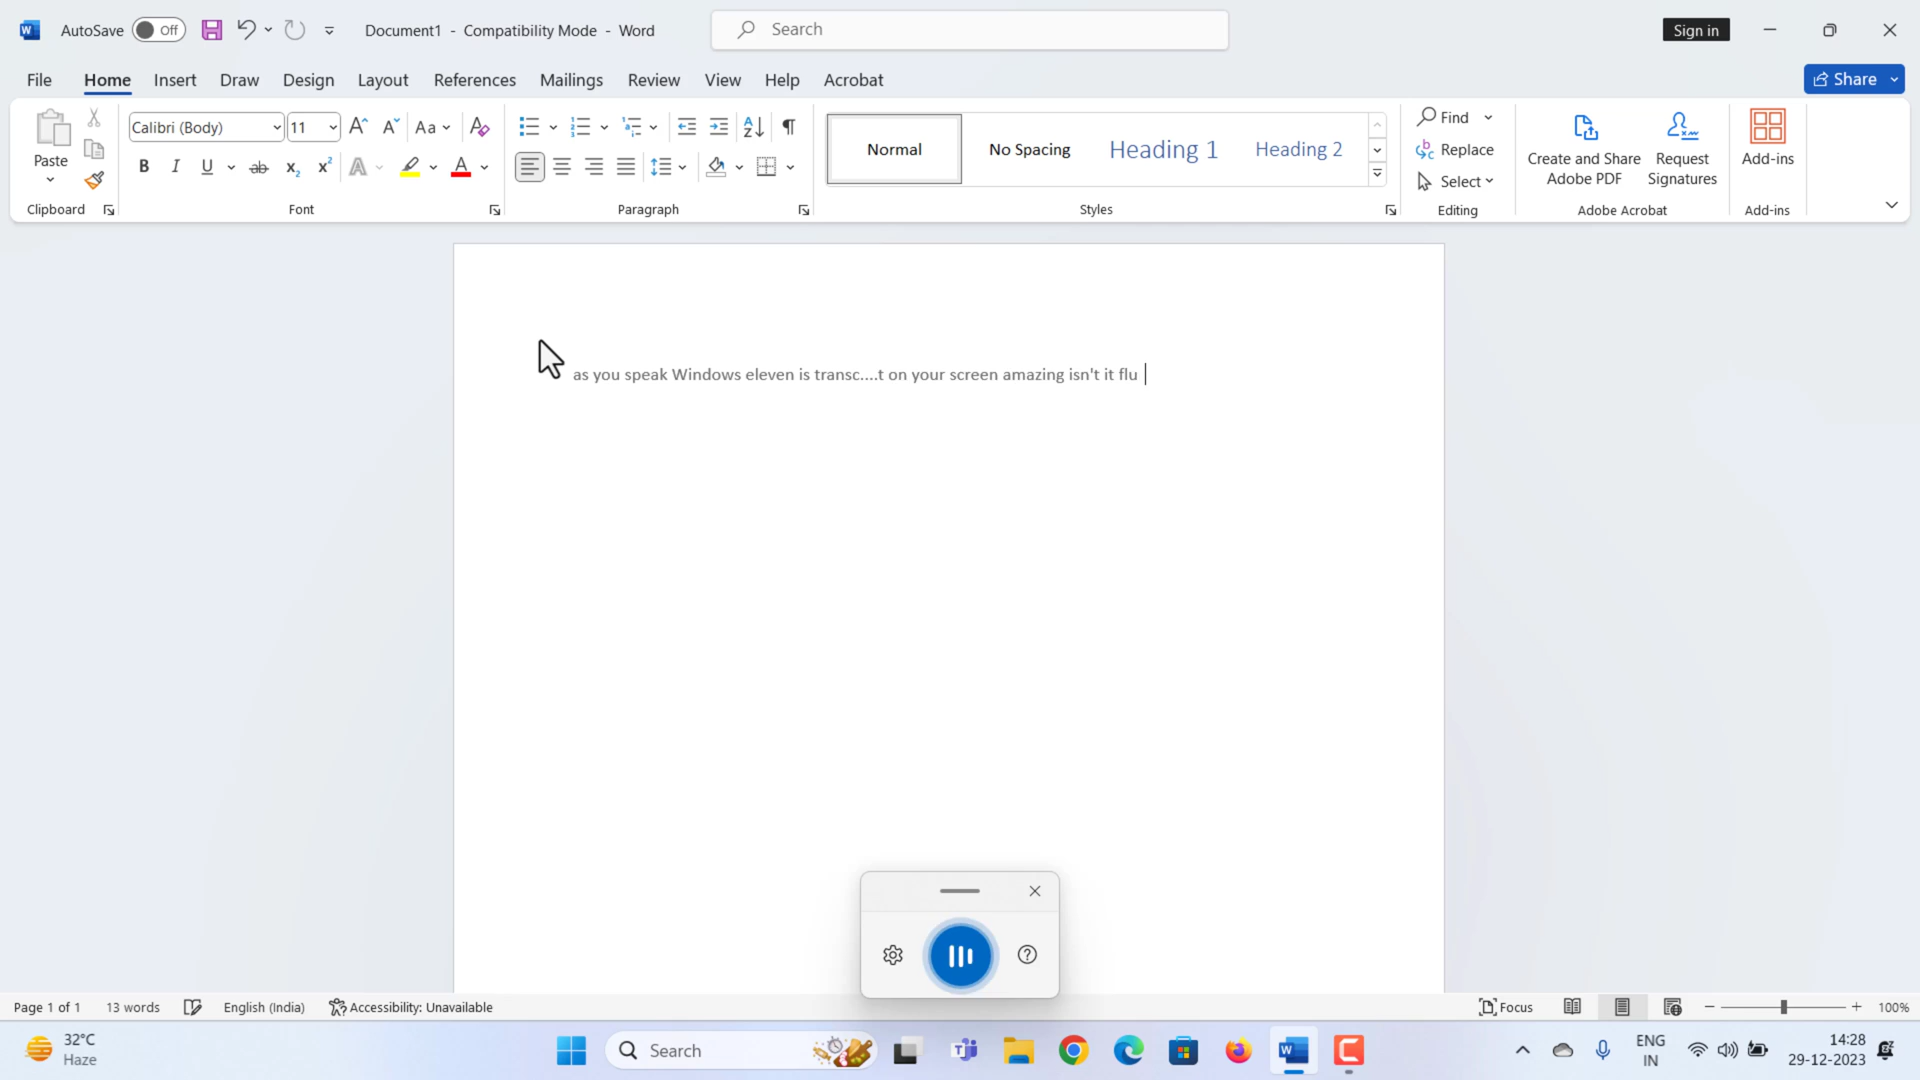 AutoSave Off Document1 - Compatibility Mode - Word Search Sign in
File Home Insert Draw Design Layout References Mailings Review View Help Acrobat Share
Paste
Clipboard
Calibri (Body) 11
Aa
B I U ab x₂ x² A A
Font
Paragraph
Normal No Spacing Heading 1 Heading 2
Styles
Find
Replace
Select
Editing
Create and Share
Adobe PDF
Request
Signatures
Adobe Acrobat
Add-ins
Add-ins
as you speak Windows eleven is transc....t on your screen amazing isn't it flu
Page 1 of 1 13 words English (India) Accessibility: Unavailable Focus 100%
32°C
Haze
Search
ENG
IN
14:28
29-12-2023